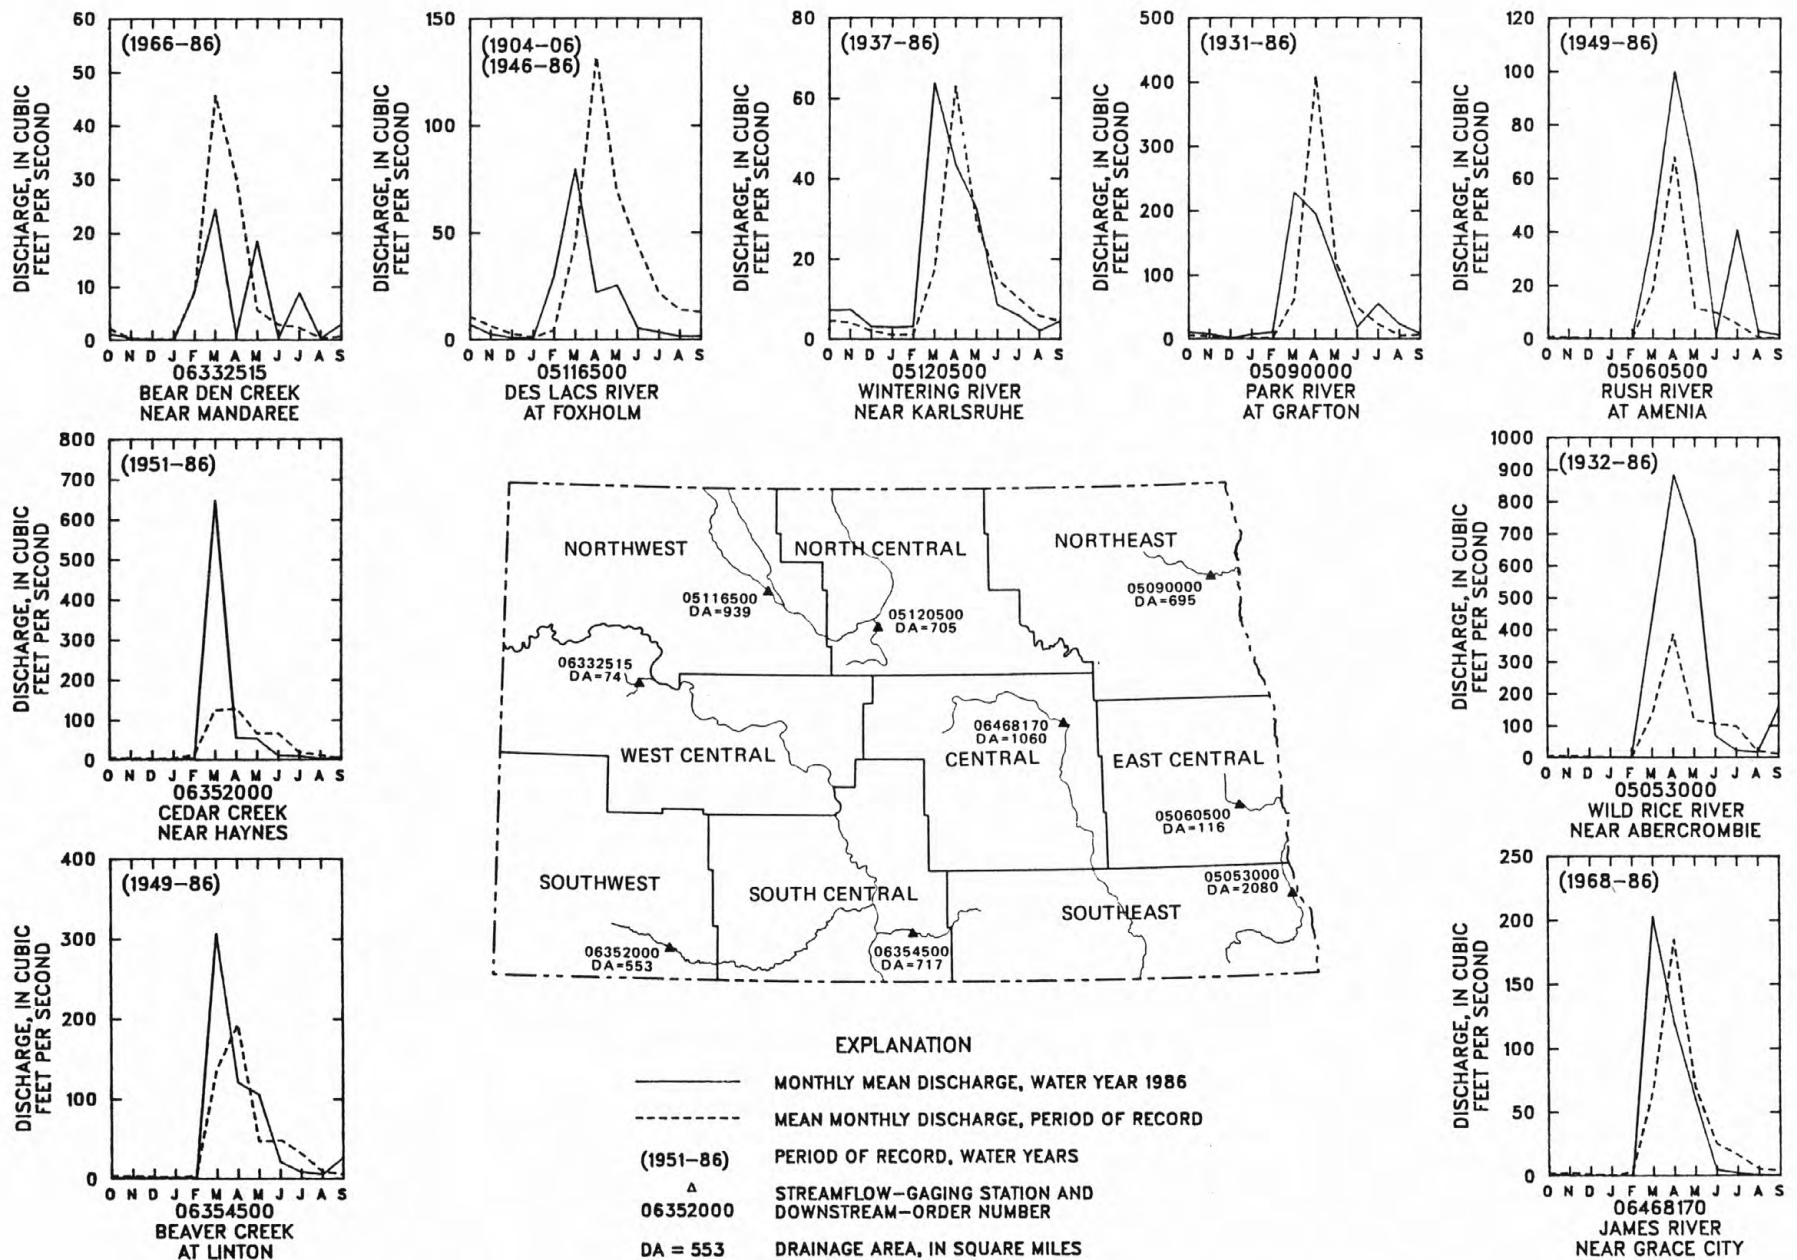 DISCHARGE, IN CUBIC
FEET PER SECOND
60
50
40
30
20
10
0
(1966-86)
O N D J F M A M J J A S
06332515
BEAR DEN CREEK
NEAR MANDAREE
DISCHARGE, IN CUBIC
FEET PER SECOND
150
100
50
0
(1904-06)
(1946-86)
O N D J F M A M J J A S
05116500
DES LACS RIVER
AT FOXHOLM
DISCHARGE, IN CUBIC
FEET PER SECOND
80
60
40
20
0
(1937-86)
O N D J F M A M J J A S
05120500
WINTERING RIVER
NEAR KARLSRUHE
DISCHARGE, IN CUBIC
FEET PER SECOND
500
400
300
200
100
0
(1931-86)
O N D J F M A M J J A S
05090000
PARK RIVER
AT GRAFTON
DISCHARGE, IN CUBIC
FEET PER SECOND
120
100
80
60
40
20
0
(1949-86)
O N D J F M A M J J A S
05060500
RUSH RIVER
AT AMENIA
DISCHARGE, IN CUBIC
FEET PER SECOND
800
700
600
500
400
300
200
100
0
(1951-86)
O N D J F M A M J J A S
06352000
CEDAR CREEK
NEAR HAYNES
DISCHARGE, IN CUBIC
FEET PER SECOND
400
300
200
100
0
(1949-86)
O N D J F M A M J J A S
06354500
BEAVER CREEK
AT LINTON
NORTHWEST
NORTH CENTRAL
NORTHEAST
05116500
DA=939
05120500
DA=705
05090000
DA=695
06332515
DA=74
06468170
DA=1060
WEST CENTRAL
CENTRAL
EAST CENTRAL
05060500
DA=116
SOUTHWEST
SOUTH CENTRAL
SOUTHEAST
05053000
DA=2080
06352000
DA=553
06354500
DA=717
DISCHARGE, IN CUBIC
FEET PER SECOND
1000
900
800
700
600
500
400
300
200
100
0
(1932-86)
O N D J F M A M J J A S
05053000
WILD RICE RIVER
NEAR ABERCROMBIE
DISCHARGE, IN CUBIC
FEET PER SECOND
250
200
150
100
50
0
(1968-86)
O N D J F M A M J J A S
06468170
JAMES RIVER
NEAR GRACE CITY
EXPLANATION
MONTHLY MEAN DISCHARGE, WATER YEAR 1986
MEAN MONTHLY DISCHARGE, PERIOD OF RECORD
(1951-86) PERIOD OF RECORD, WATER YEARS
STREAMFLOW-GAGING STATION AND
06352000 DOWNSTREAM-ORDER NUMBER
DA = 553 DRAINAGE AREA, IN SQUARE MILES